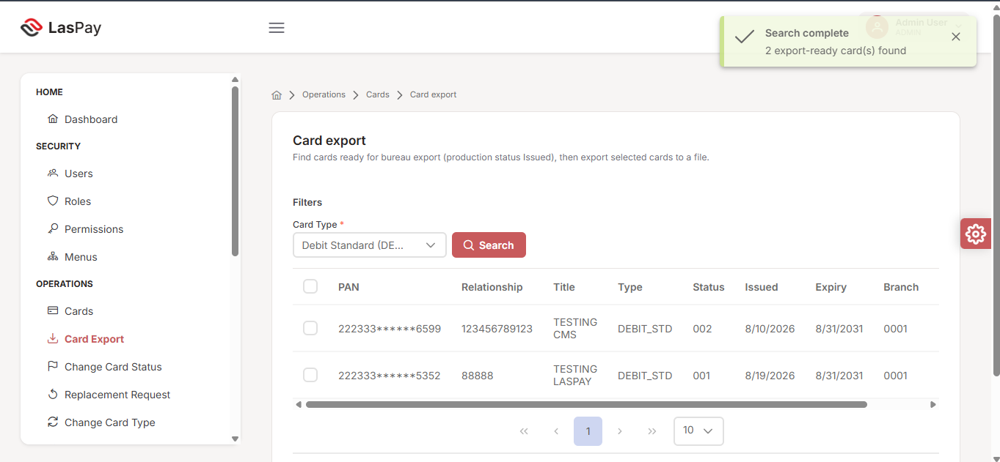 LasPay
Admin User
ADMIN
Search complete
2 export-ready card(s) found
HOME
Dashboard
SECURITY
Users
Roles
Permissions
Menus
OPERATIONS
Cards
Card Export
Change Card Status
Replacement Request
Change Card Type
Operations
Cards
Card export
Card export
Find cards ready for bureau export (production status Issued), then export selected cards to a file.
Filters
Card Type *
Debit Standard (DE...
Search
PAN Relationship Title Type Status Issued Expiry Branch
222333******6599 123456789123 TESTING CMS DEBIT_STD 002 8/10/2026 8/31/2031 0001
222333******5352 88888 TESTING LASPAY DEBIT_STD 001 8/19/2026 8/31/2031 0001
1 10